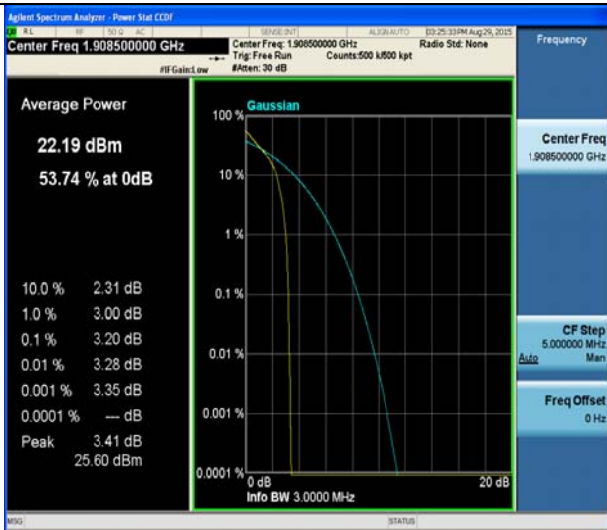 Agilent Spectrum Analyzer - Power Stat CCDF
RL RF 50 Ω AC SENSE:INT ALIGNAUTO 03:25:33PM Aug 29, 2015
Center Freq 1.908500000 GHz
Center Freq: 1.908500000 GHz Radio Std: None
Trig: Free Run Counts:500 k/500 kpt
#IFGain:Low #Atten: 30 dB
Frequency
Average Power
22.19 dBm
53.74 % at 0dB
10.0 % 2.31 dB
1.0 % 3.00 dB
0.1 % 3.20 dB
0.01 % 3.28 dB
0.001 % 3.35 dB
0.0001 % --- dB
Peak 3.41 dB
25.60 dBm
Gaussian
100 %
10 %
1 %
0.1 %
0.01 %
0.001 %
0.0001 %
0 dB 20 dB
Info BW 3.0000 MHz
Center Freq
1.908500000 GHz
CF Step
5.000000 MHz
Auto Man
Freq Offset
0 Hz
MSG STATUS